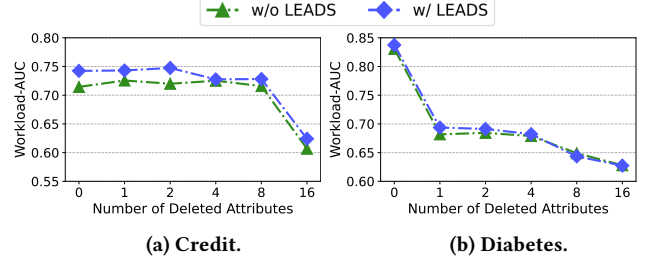 w/o LEADS w/ LEADS
Workload-AUC
0.80
0.75
0.70
0.65
0.60
0.55
0 1 2 4 8 16
Number of Deleted Attributes
(a) Credit.
Workload-AUC
0.85
0.80
0.75
0.70
0.65
0.60
0 1 2 4 8 16
Number of Deleted Attributes
(b) Diabetes.